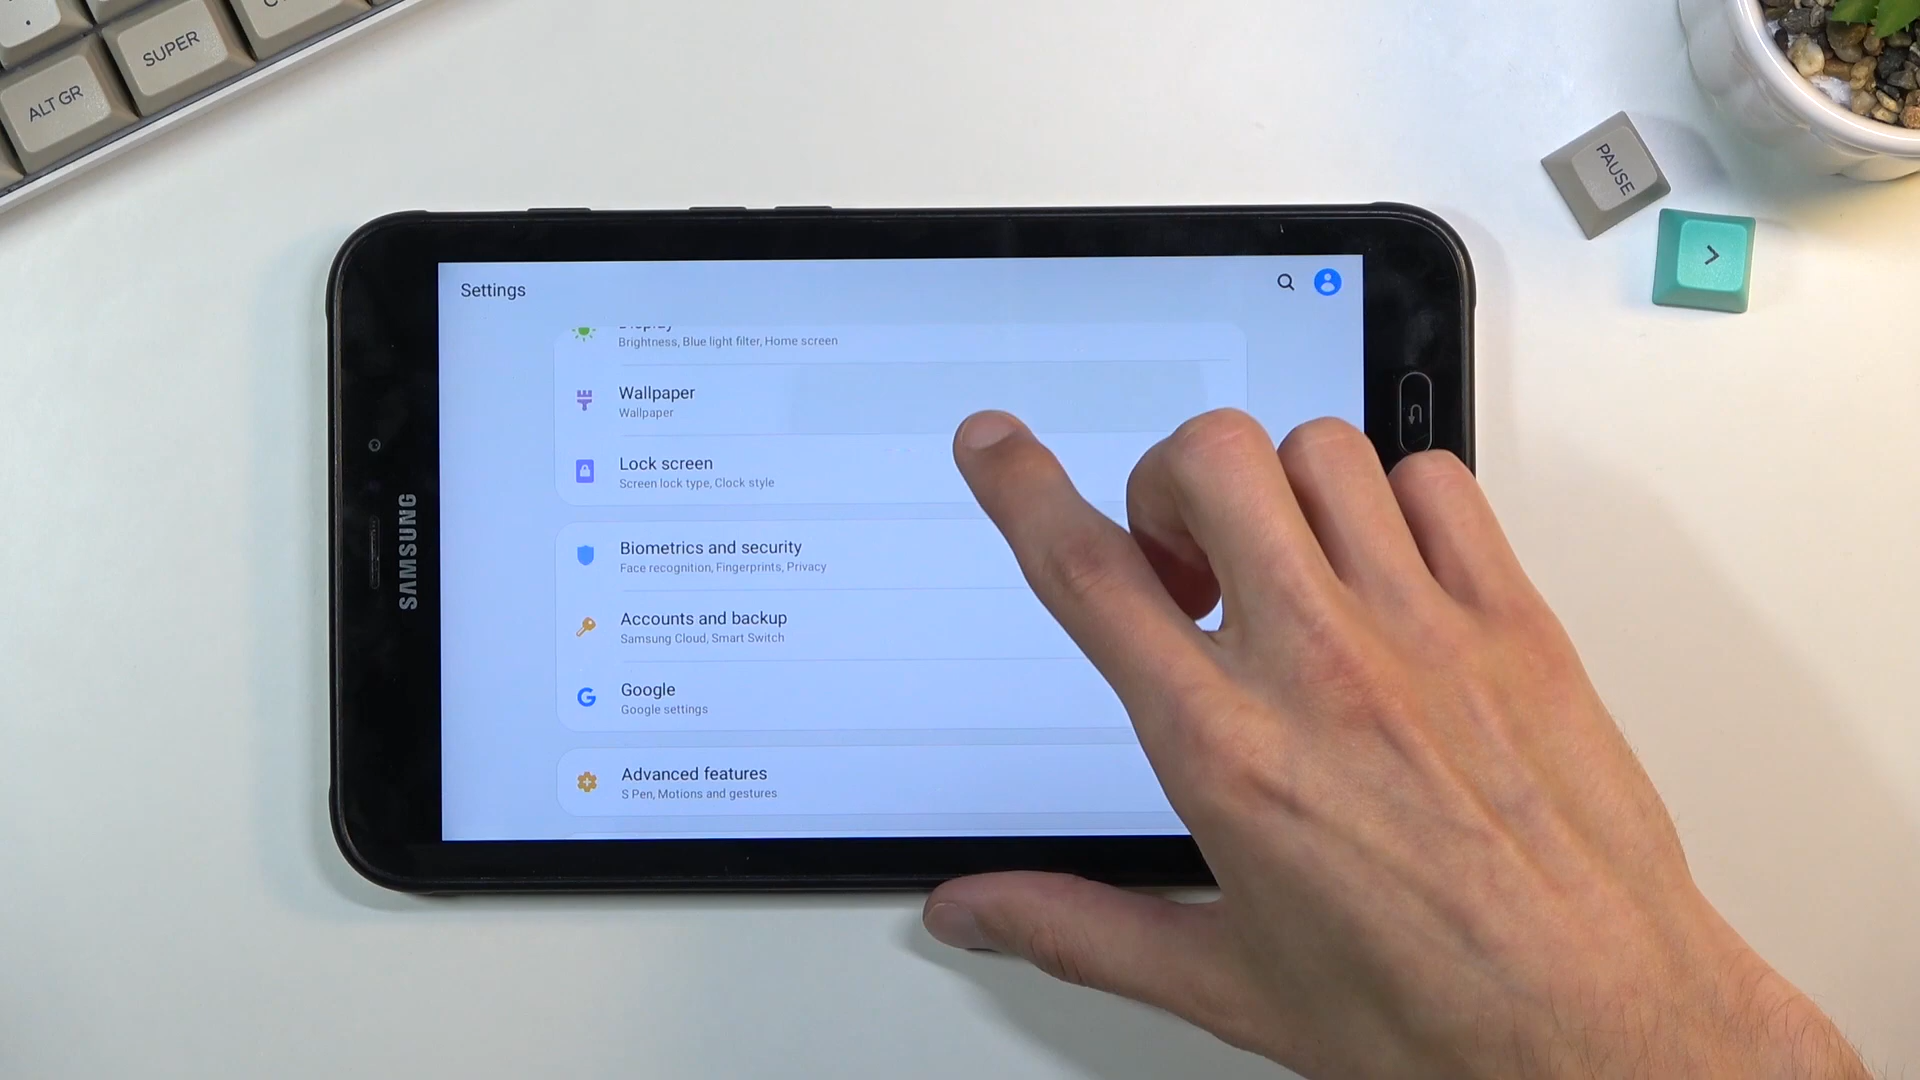 SUPER
ALT GR
PAUSE
>
SAMSUNG
Settings
Display
Brightness, Blue light filter, Home screen
Wallpaper
Wallpaper
Lock screen
Screen lock type, Clock style
Biometrics and security
Face recognition, Fingerprints, Privacy
Accounts and backup
Samsung Cloud, Smart Switch
G
Google
Google settings
Advanced features
S Pen, Motions and gestures